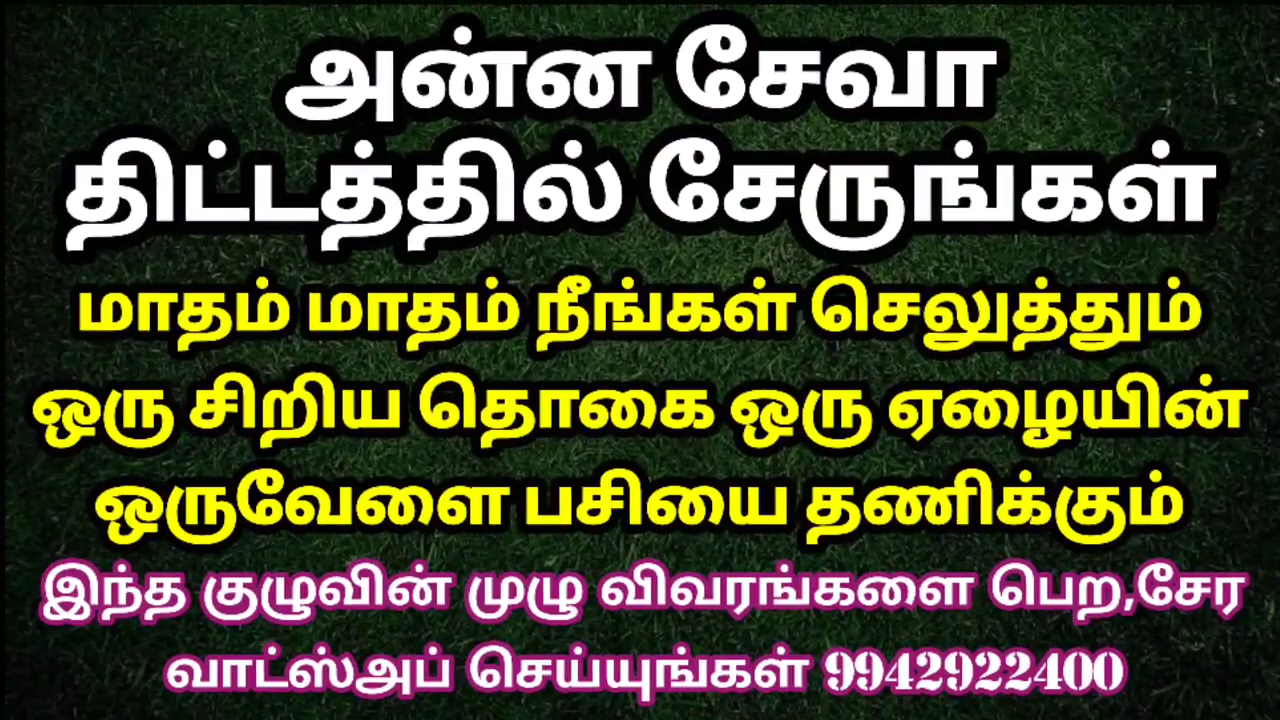 அன்ன சேவா
திட்டத்தில் சேருங்கள்
மாதம் மாதம் நீங்கள் செலுத்தும்
ஒரு சிறிய தொகை ஒரு ஏழையின்
ஒருவேளை பசியை தணிக்கும்
இந்த குழுவின் முழு விவரங்களை பெற,சேர
வாட்ஸ்அப் செய்யுங்கள் 9942922400